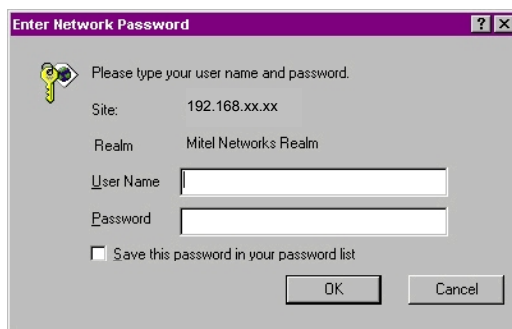 Enter Network Password
? X
Please type your user name and password.
Site: 192.168.xx.xx
Realm Mitel Networks Realm
User Name
Password
Save this password in your password list
OK Cancel